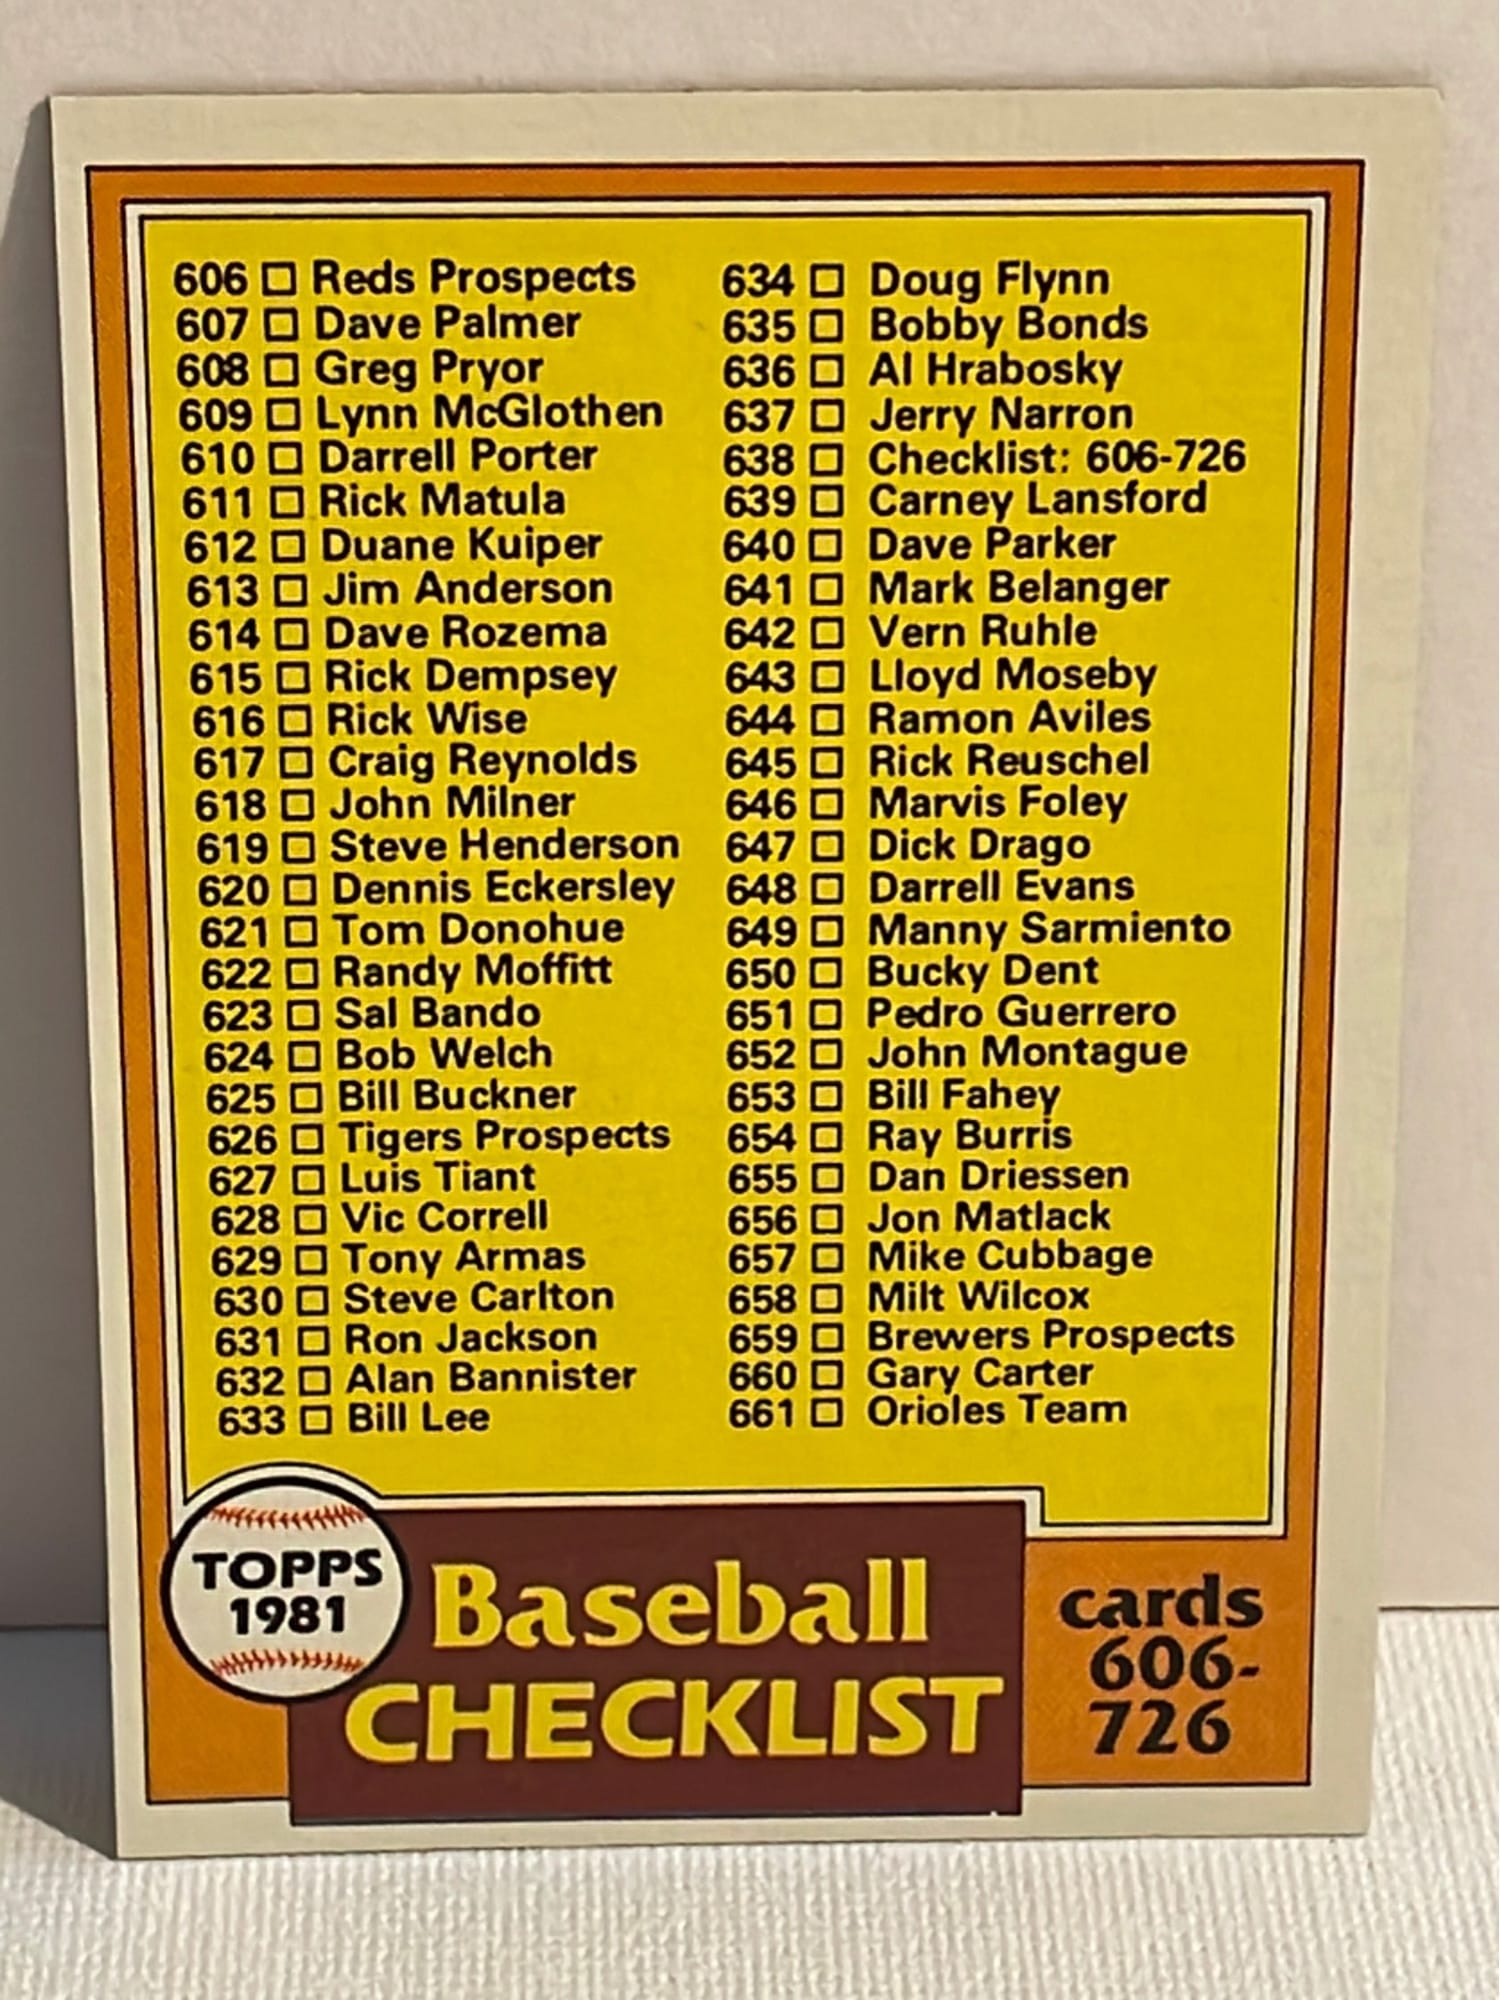 606 □ Reds Prospects
607 □ Dave Palmer
608 □ Greg Pryor
609 □ Lynn McGlothen
610 □ Darrell Porter
611 □ Rick Matula
612 □ Duane Kuiper
613 □ Jim Anderson
614 □ Dave Rozema
615 □ Rick Dempsey
616 □ Rick Wise
617 □ Craig Reynolds
618 □ John Milner
619 □ Steve Henderson
620 □ Dennis Eckersley
621 □ Tom Donohue
622 □ Randy Moffitt
623 □ Sal Bando
624 □ Bob Welch
625 □ Bill Buckner
626 □ Tigers Prospects
627 □ Luis Tiant
628 □ Vic Correll
629 □ Tony Armas
630 □ Steve Carlton
631 □ Ron Jackson
632 □ Alan Bannister
633 □ Bill Lee
634 □ Doug Flynn
635 □ Bobby Bonds
636 □ Al Hrabosky
637 □ Jerry Narron
638 □ Checklist: 606-726
639 □ Carney Lansford
640 □ Dave Parker
641 □ Mark Belanger
642 □ Vern Ruhle
643 □ Lloyd Moseby
644 □ Ramon Aviles
645 □ Rick Reuschel
646 □ Marvis Foley
647 □ Dick Drago
648 □ Darrell Evans
649 □ Manny Sarmiento
650 □ Bucky Dent
651 □ Pedro Guerrero
652 □ John Montague
653 □ Bill Fahey
654 □ Ray Burris
655 □ Dan Driessen
656 □ Jon Matlack
657 □ Mike Cubbage
658 □ Milt Wilcox
659 □ Brewers Prospects
660 □ Gary Carter
661 □ Orioles Team
TOPPS
1981
Baseball
CHECKLIST
cards
606-
726